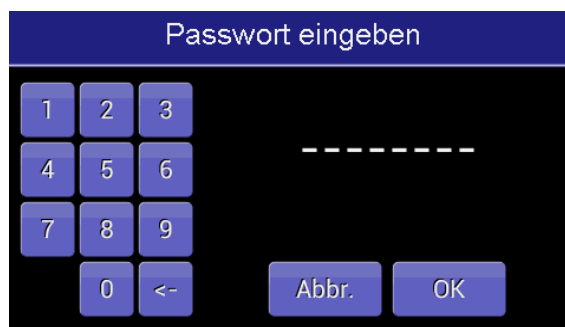 Passwort eingeben
1 2 3
--------
4 5 6
7 8 9
0 <- Abbr. OK